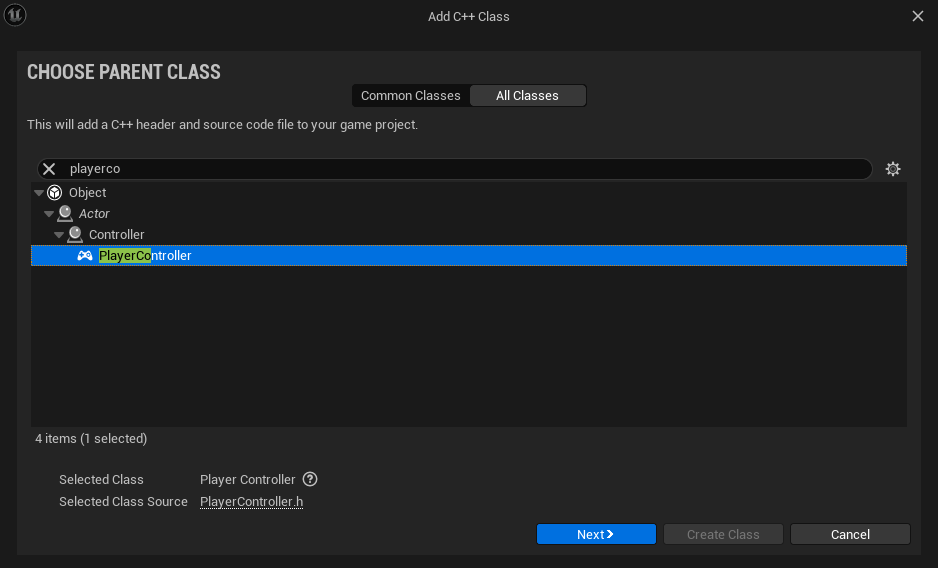 Add C++ Class
CHOOSE PARENT CLASS
Common Classes All Classes
This will add a C++ header and source code file to your game project.
playerco
Object
Actor
Controller
PlayerController
4 items (1 selected)
Selected Class Player Controller ?
Selected Class Source PlayerController.h
Next Create Class Cancel